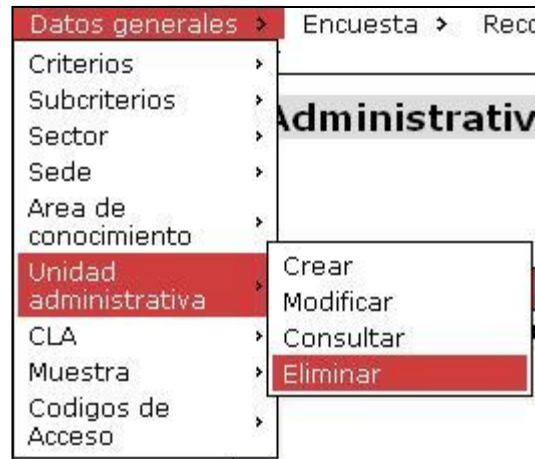 Datos generales Encuesta
Criterios
Subcriterios
Sector
Sede
Area de
conocimiento
Unidad
administrativa
CLA
Muestra
Codigos de
Acceso
Crear
Modificar
Consultar
Eliminar